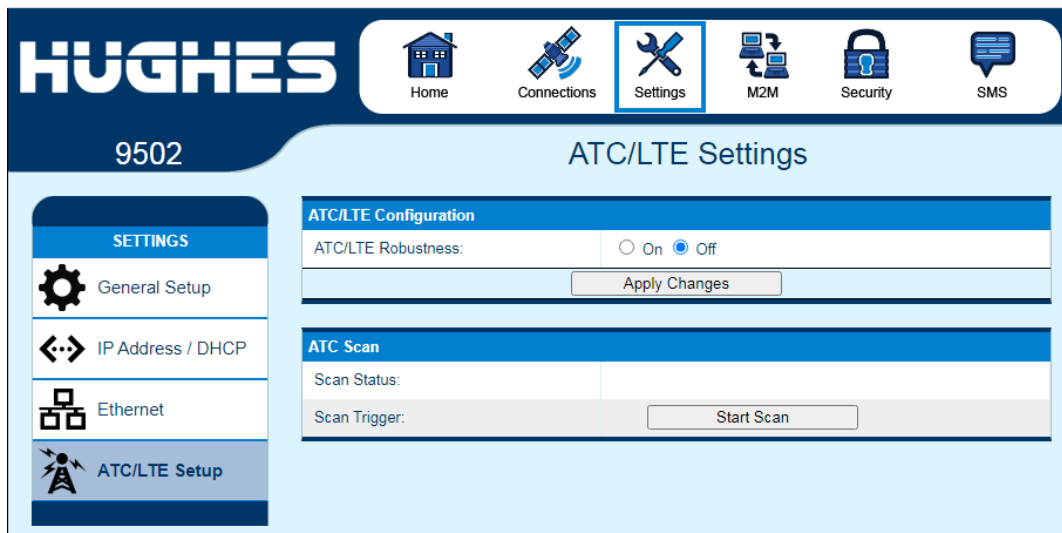 HUGHES
Home
Connections
Settings
M2M
Security
SMS
9502
ATC/LTE Settings
SETTINGS
General Setup
IP Address / DHCP
Ethernet
ATC/LTE Setup
ATC/LTE Configuration
ATC/LTE Robustness: On Off
Apply Changes
ATC Scan
Scan Status:
Scan Trigger: Start Scan